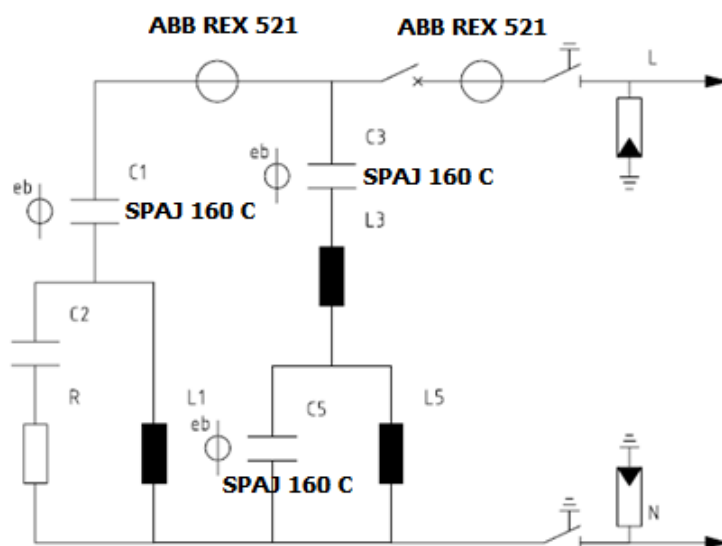 ABB REX 521
ABB REX 521
L
C1
eb
SPAJ 160 C
eb
C3
SPAJ 160 C
L3
C2
R
L1
eb
C5
SPAJ 160 C
L5
N